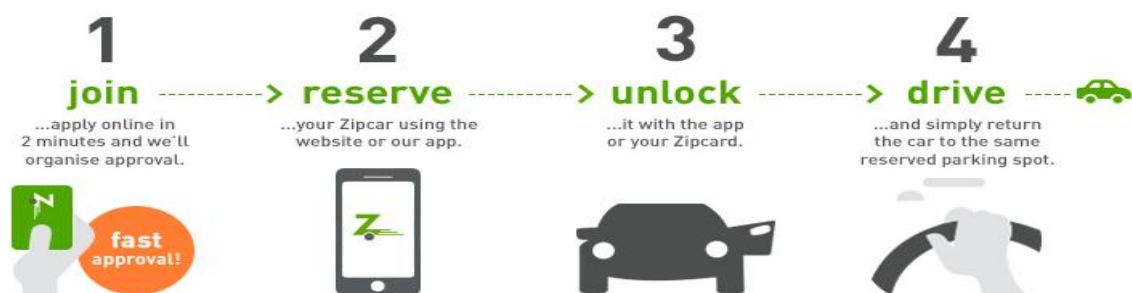 1
join
...apply online in
2 minutes and we'll
organise approval.
fast
approval!
2
reserve
...your Zipcar using the
website or our app.
3
unlock
...it with the app
or your Zipcard.
4
drive
...and simply return
the car to the same
reserved parking spot.